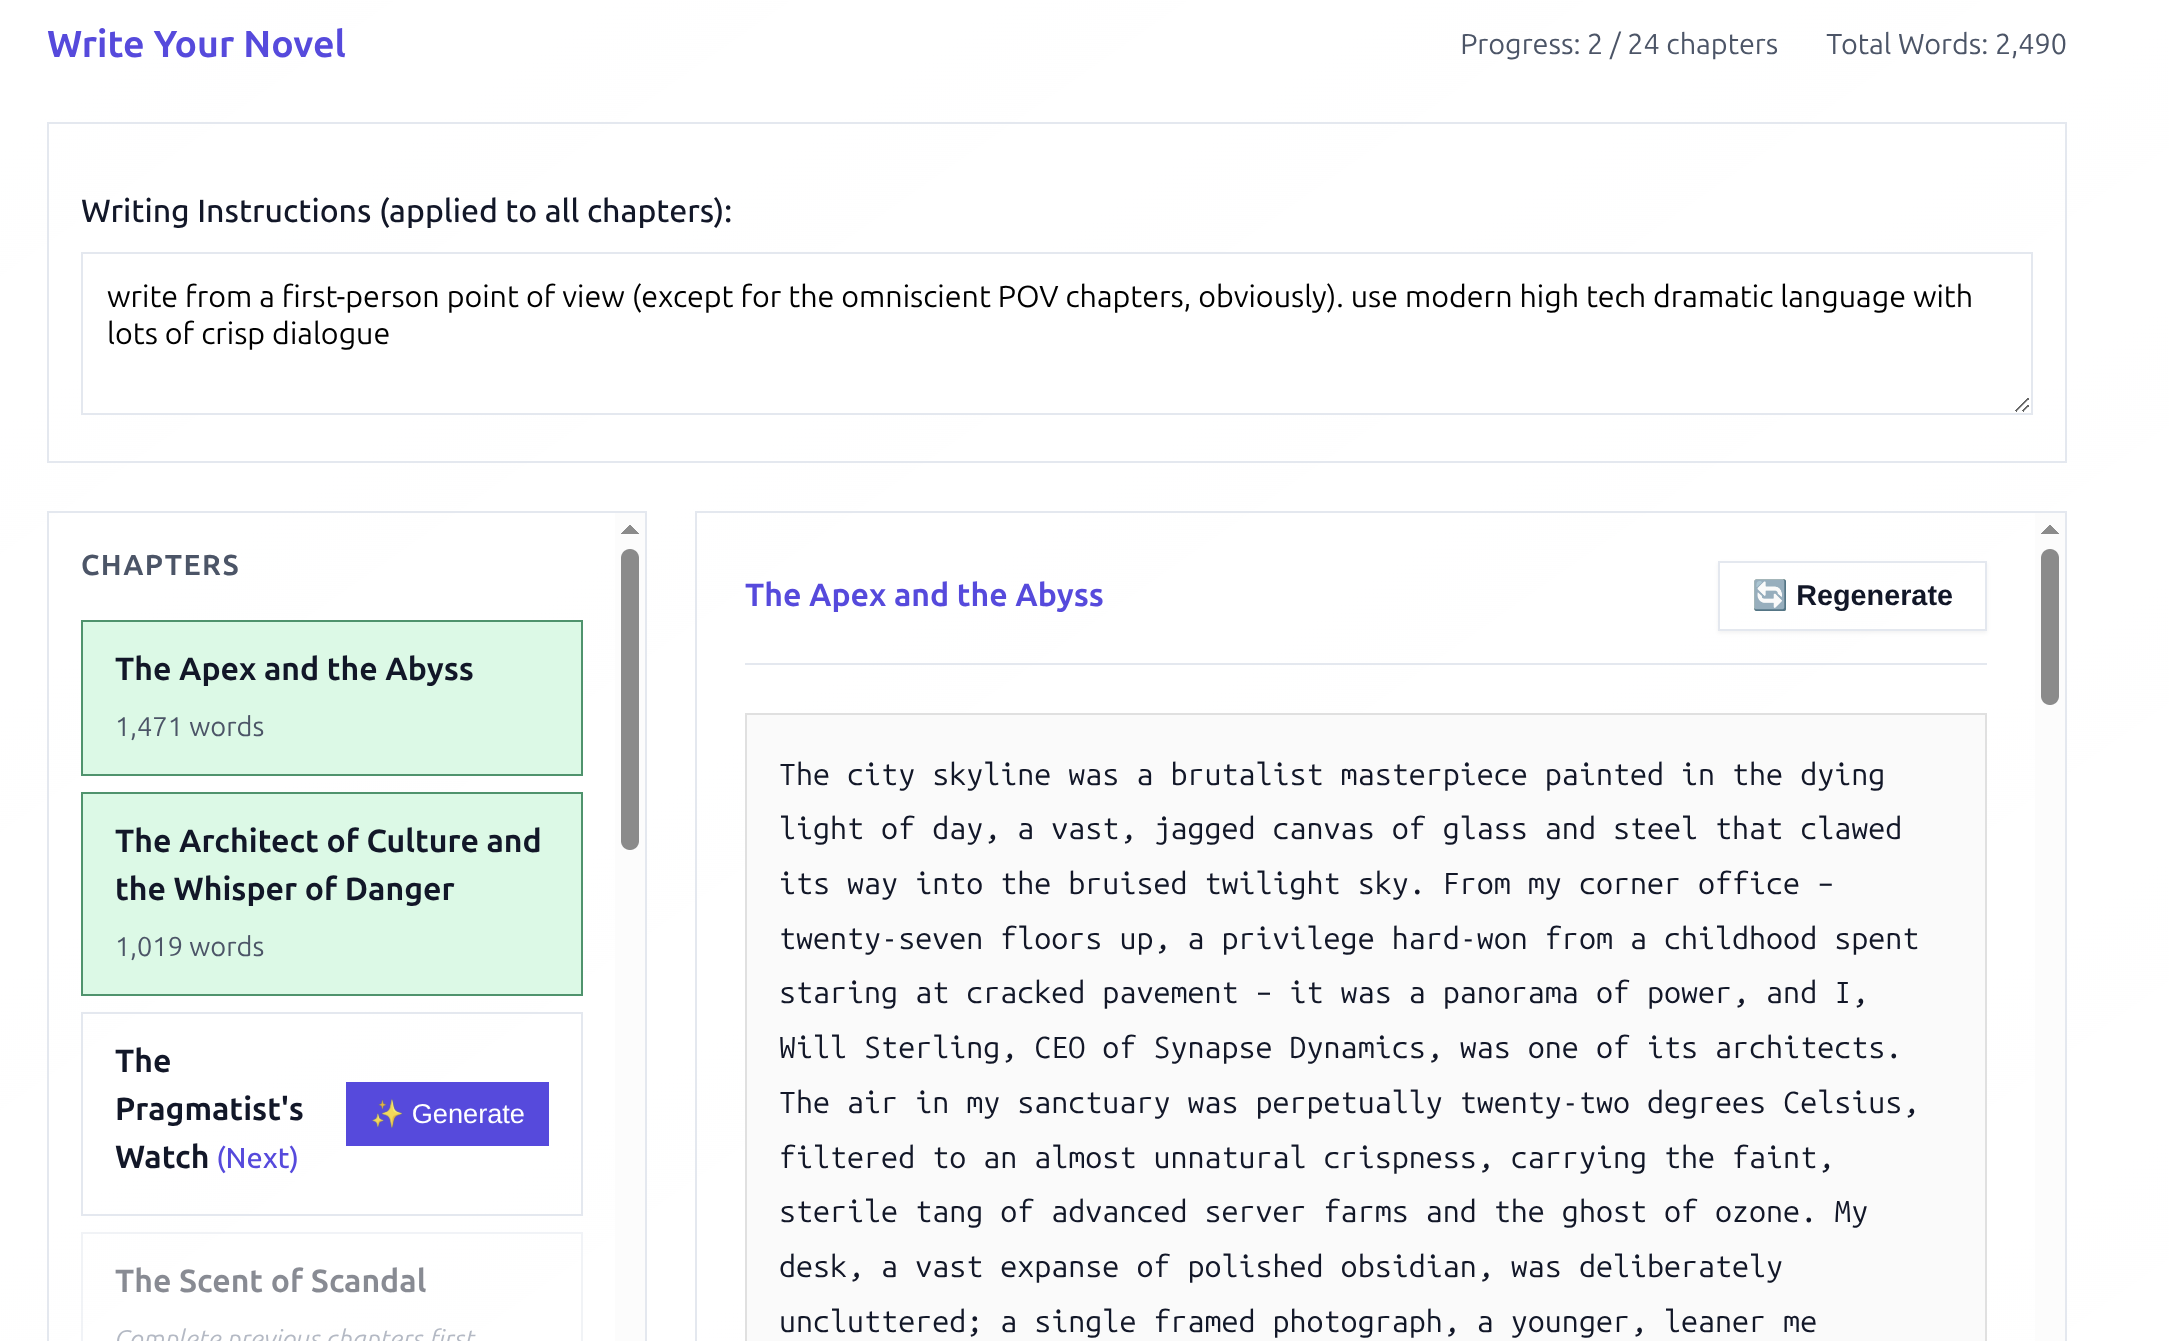 Write Your Novel
Progress: 2 / 24 chapters
Total Words: 2,490
Writing Instructions (applied to all chapters):
write from a first-person point of view (except for the omniscient POV chapters, obviously). use modern high tech dramatic language with
lots of crisp dialogue
CHAPTERS
The Apex and the Abyss
1,471 words
The Architect of Culture and
the Whisper of Danger
1,019 words
The
Pragmatist's
Watch (Next)
✨ Generate
The Scent of Scandal
Complete previous chapters first
The Apex and the Abyss
🔄 Regenerate
The city skyline was a brutalist masterpiece painted in the dying
light of day, a vast, jagged canvas of glass and steel that clawed
its way into the bruised twilight sky. From my corner office –
twenty-seven floors up, a privilege hard-won from a childhood spent
staring at cracked pavement – it was a panorama of power, and I,
Will Sterling, CEO of Synapse Dynamics, was one of its architects.
The air in my sanctuary was perpetually twenty-two degrees Celsius,
filtered to an almost unnatural crispness, carrying the faint,
sterile tang of advanced server farms and the ghost of ozone. My
desk, a vast expanse of polished obsidian, was deliberately
uncluttered; a single framed photograph, a younger, leaner me